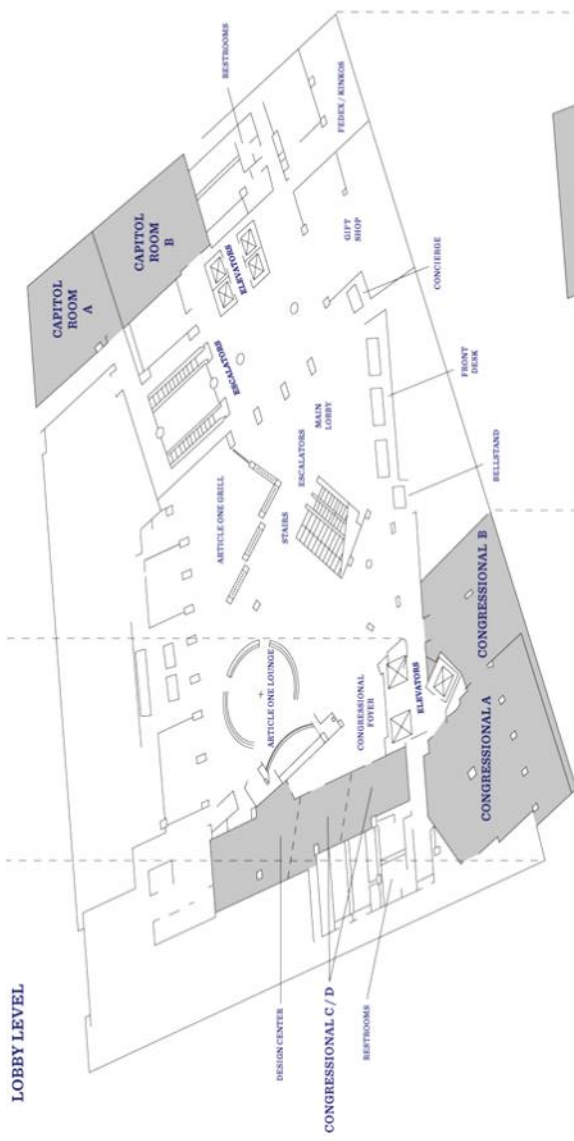 LOBBY LEVEL
CAPITOL
ROOM
A
CAPITOL
ROOM
B
RESTROOMS
ELEVATORS
FEDEX / KINKOS
ESCALATORS
GIFT
SHOP
CONCIERGE
ARTICLE ONE GRILL
STAIRS
ESCALATORS
MAIN
LOBBY
FRONT
DESK
BELLSTAND
ARTICLE ONE LOUNGE
CONGRESSIONAL
FOYER
ELEVATORS
CONGRESSIONAL B
CONGRESSIONAL A
DESIGN CENTER
CONGRESSIONAL C / D
RESTROOMS